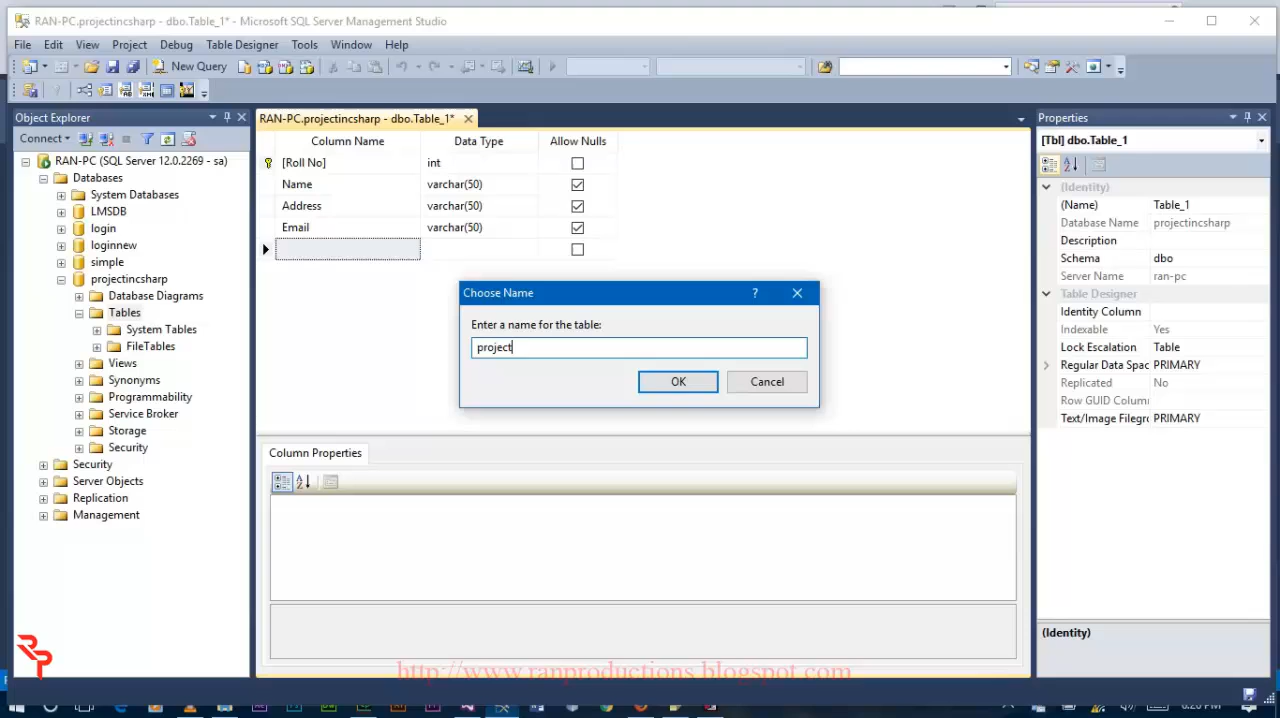 RAN-PC.projectincsharp - dbo.Table_1* - Microsoft SQL Server Management Studio
File Edit View Project Debug Table Designer Tools Window Help
New Query
Object Explorer
Connect
RAN-PC (SQL Server 12.0.2269 - sa)
Databases
System Databases
LMSDB
login
loginnew
simple
projectincsharp
Database Diagrams
Tables
System Tables
FileTables
Views
Synonyms
Programmability
Service Broker
Storage
Security
Security
Server Objects
Replication
Management
RAN-PC.projectincsharp - dbo.Table_1*
Column Name Data Type Allow Nulls
[Roll No] int
Name varchar(50)
Address varchar(50)
Email varchar(50)
Choose Name
?
Enter a name for the table:
project
OK Cancel
Column Properties
Properties
[Tbl] dbo.Table_1
(Identity)
(Name) Table_1
Database Name projectincsharp
Description
Schema dbo
Server Name ran-pc
Table Designer
Identity Column
Indexable Yes
Lock Escalation Table
Regular Data Spac PRIMARY
Replicated No
Row GUID Colum
Text/Image Filegr PRIMARY
(Identity)
RP
http://www.ranproductions.blogspot.com